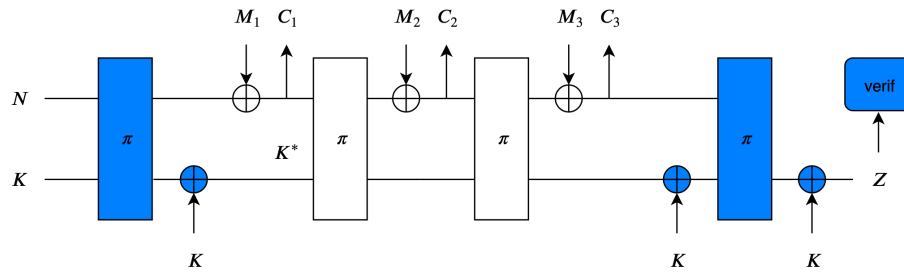 M₁ C₁ M₂ C₂ M₃ C₃
N verif
π K* π π π
K Z
K K K